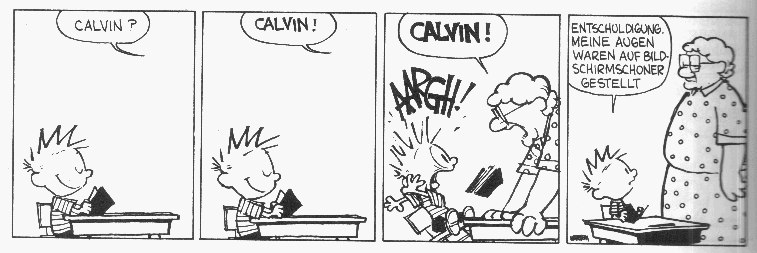 CALVIN?
CALVIN!
CALVIN!
AARGH!
ENTSCHULDIGUNG.
MEINE AUGEN
WAREN AUF BILD-
SCHIRMSCHONER
GESTELLT